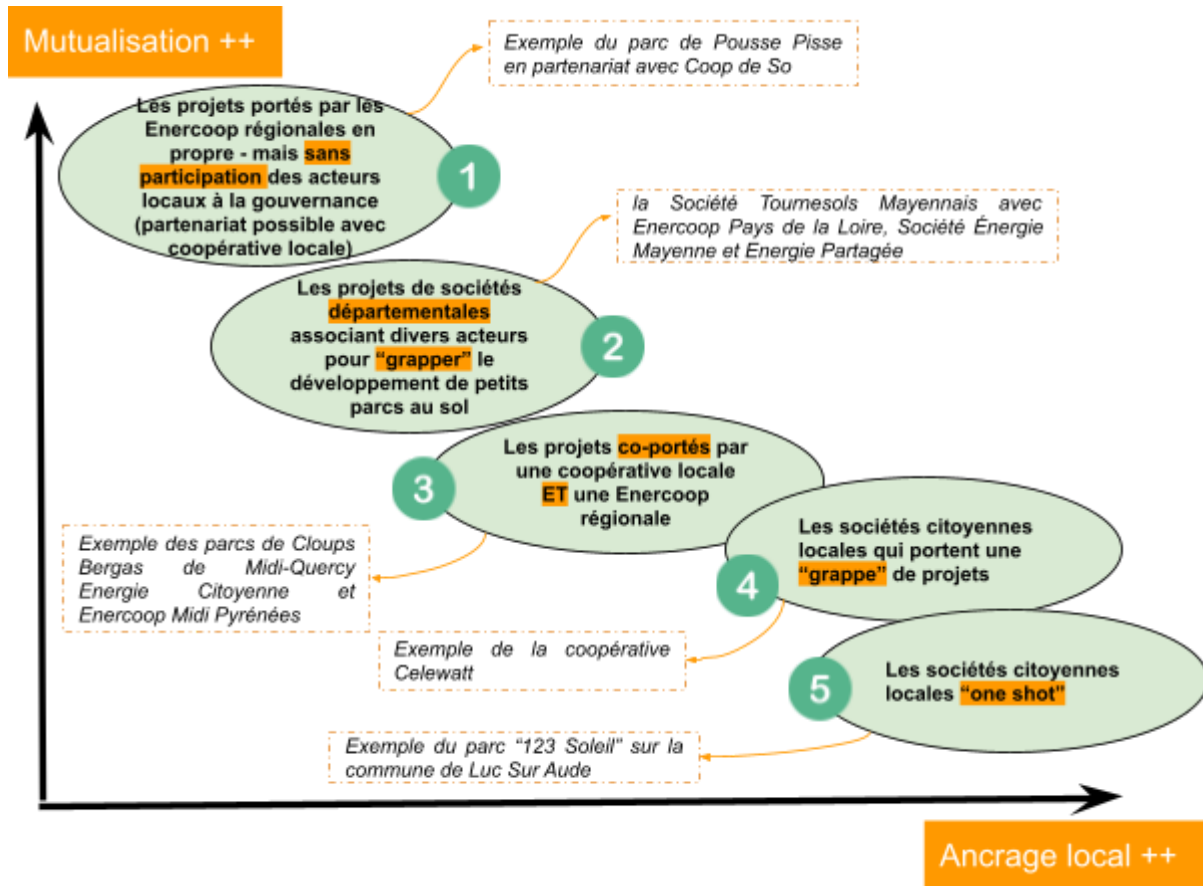 Mutualisation ++
Exemple du parc de Pousse Pisse
en partenariat avec Coop de So
Les projets portés par les
Enercoop régionales en
propre - mais sans
participation des acteurs
locaux à la gouvernance
(partenariat possible avec
coopérative locale)
1
la Société Tournesols Mayennais avec
Enercoop Pays de la Loire, Société Énergie
Mayenne et Energie Partagée
Les projets de sociétés
départementales
associant divers acteurs
pour “grapper” le
développement de petits
parcs au sol
2
Les projets co-portés par
une coopérative locale
ET une Enercoop
régionale
3
Exemple des parcs de Cloups
Bergas de Midi-Quercy
Energie Citoyenne et
Enercoop Midi Pyrénées
Les sociétés citoyennes
locales qui portent une
“grappe” de projets
4
Exemple de la coopérative
Celewatt
Les sociétés citoyennes
locales “one shot”
5
Exemple du parc “123 Soleil” sur la
commune de Luc Sur Aude
Ancrage local ++